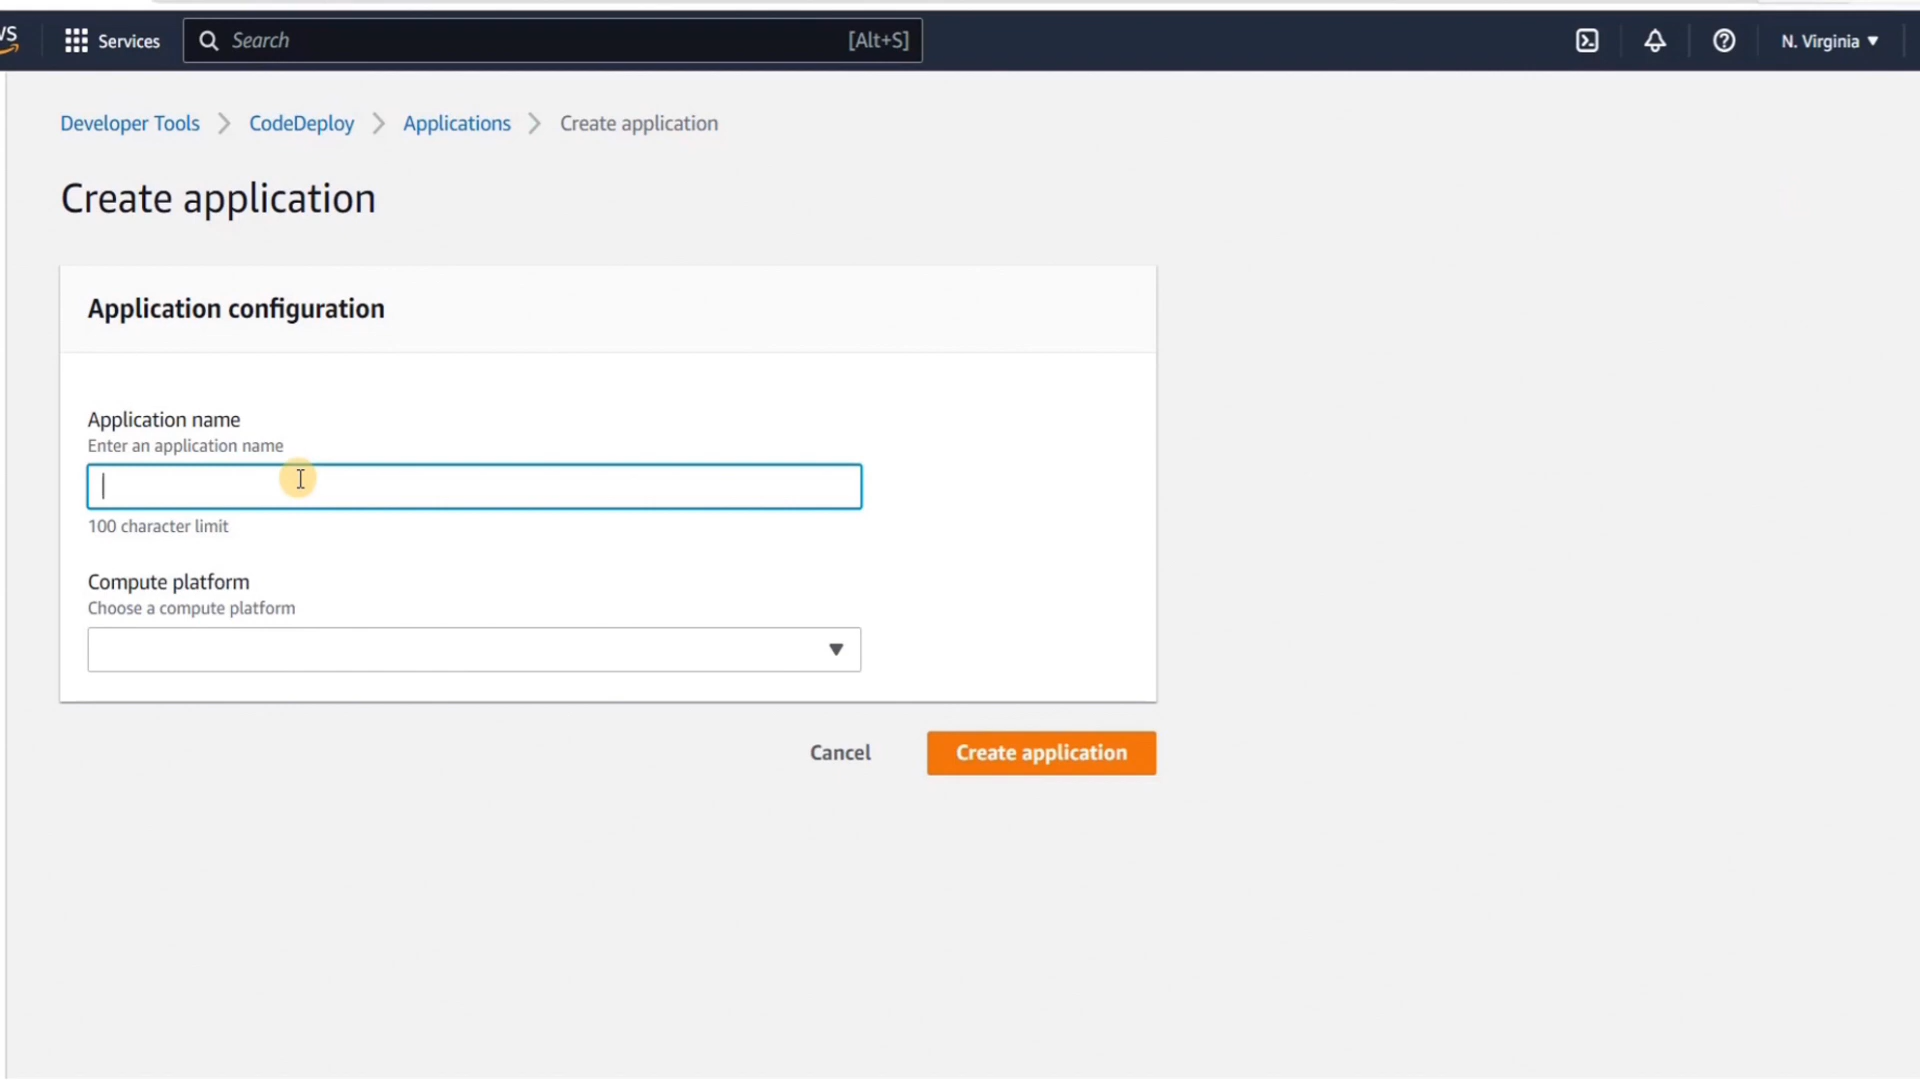 Services
Search [Alt+S]
N. Virginia
Developer Tools CodeDeploy Applications Create application
Create application
Application configuration
Application name
Enter an application name
100 character limit
Compute platform
Choose a compute platform
Cancel Create application